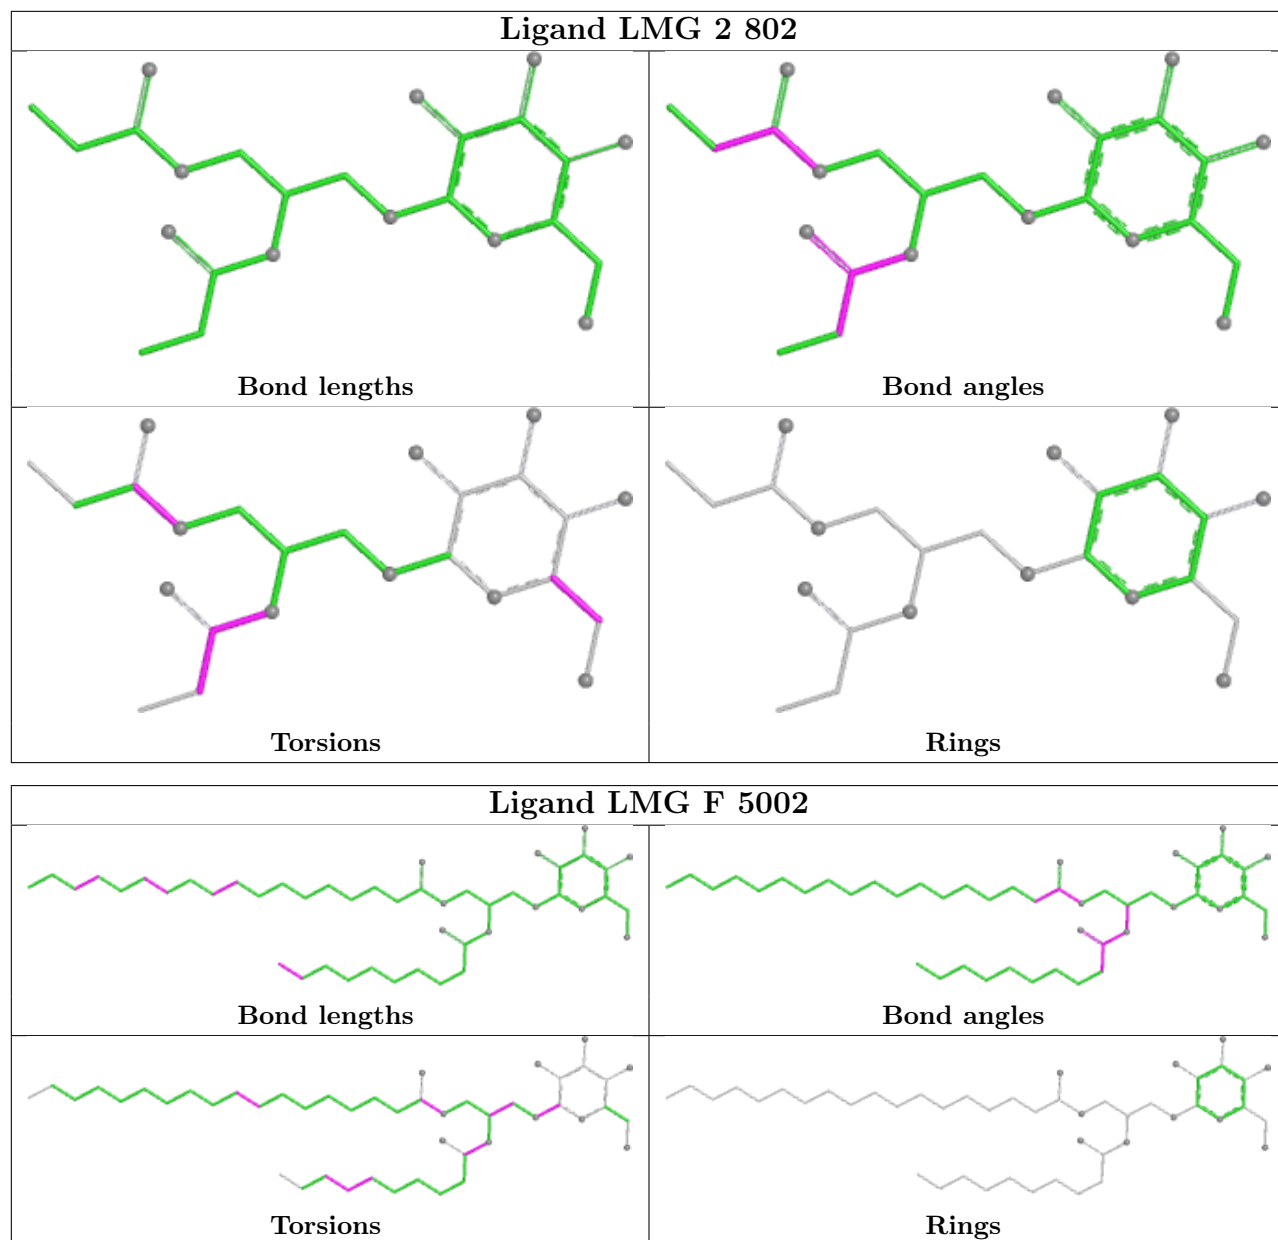 Ligand LMG 2 802
Bond lengths
Bond angles
Torsions
Rings
Ligand LMG F 5002
Bond lengths
Bond angles
Torsions
Rings